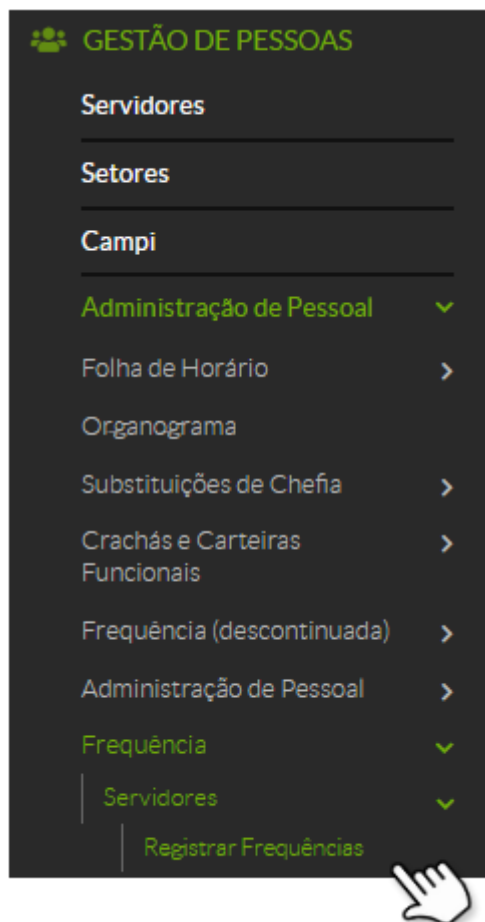 GESTÃO DE PESSOAS
Servidores
Setores
Campi
Administração de Pessoal
Folha de Horário
Organograma
Substituições de Chefia
Crachás e Carteiras
Funcionais
Frequência (descontinuada)
Administração de Pessoal
Frequência
Servidores
Registrar Frequências